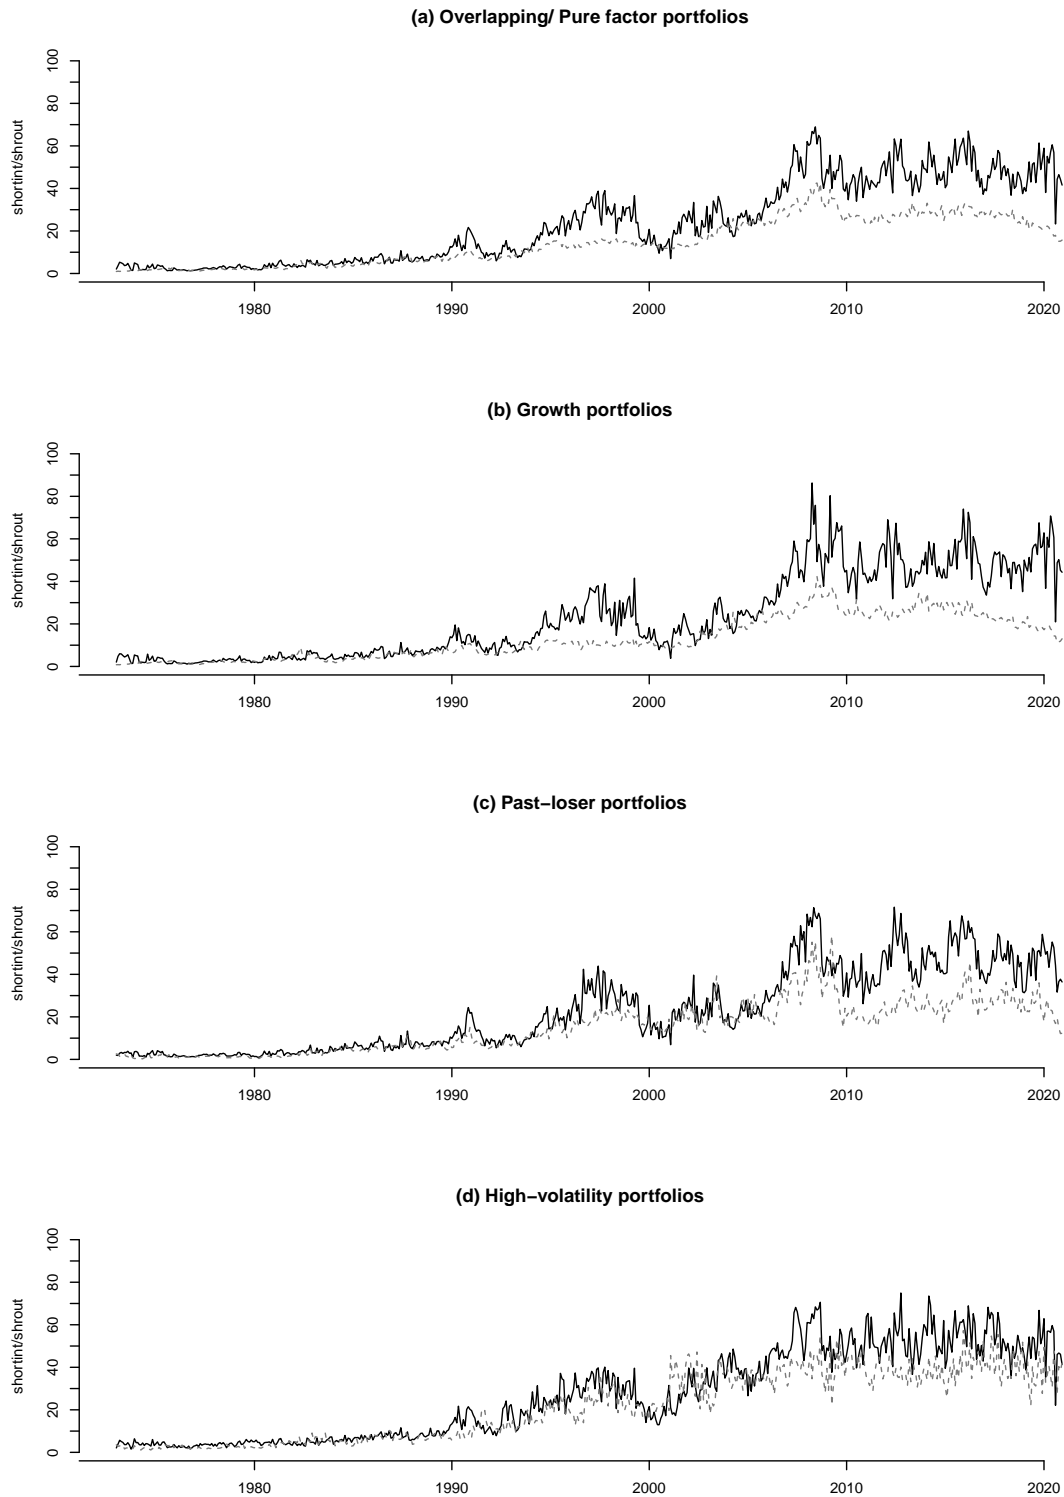 (a) Overlapping/ Pure factor portfolios
shortint/shrout
0 20 40 60 80 100
1980 1990 2000 2010 2020
(b) Growth portfolios
shortint/shrout
0 20 40 60 80 100
1980 1990 2000 2010 2020
(c) Past−loser portfolios
shortint/shrout
0 20 40 60 80 100
1980 1990 2000 2010 2020
(d) High−volatility portfolios
shortint/shrout
0 20 40 60 80 100
1980 1990 2000 2010 2020